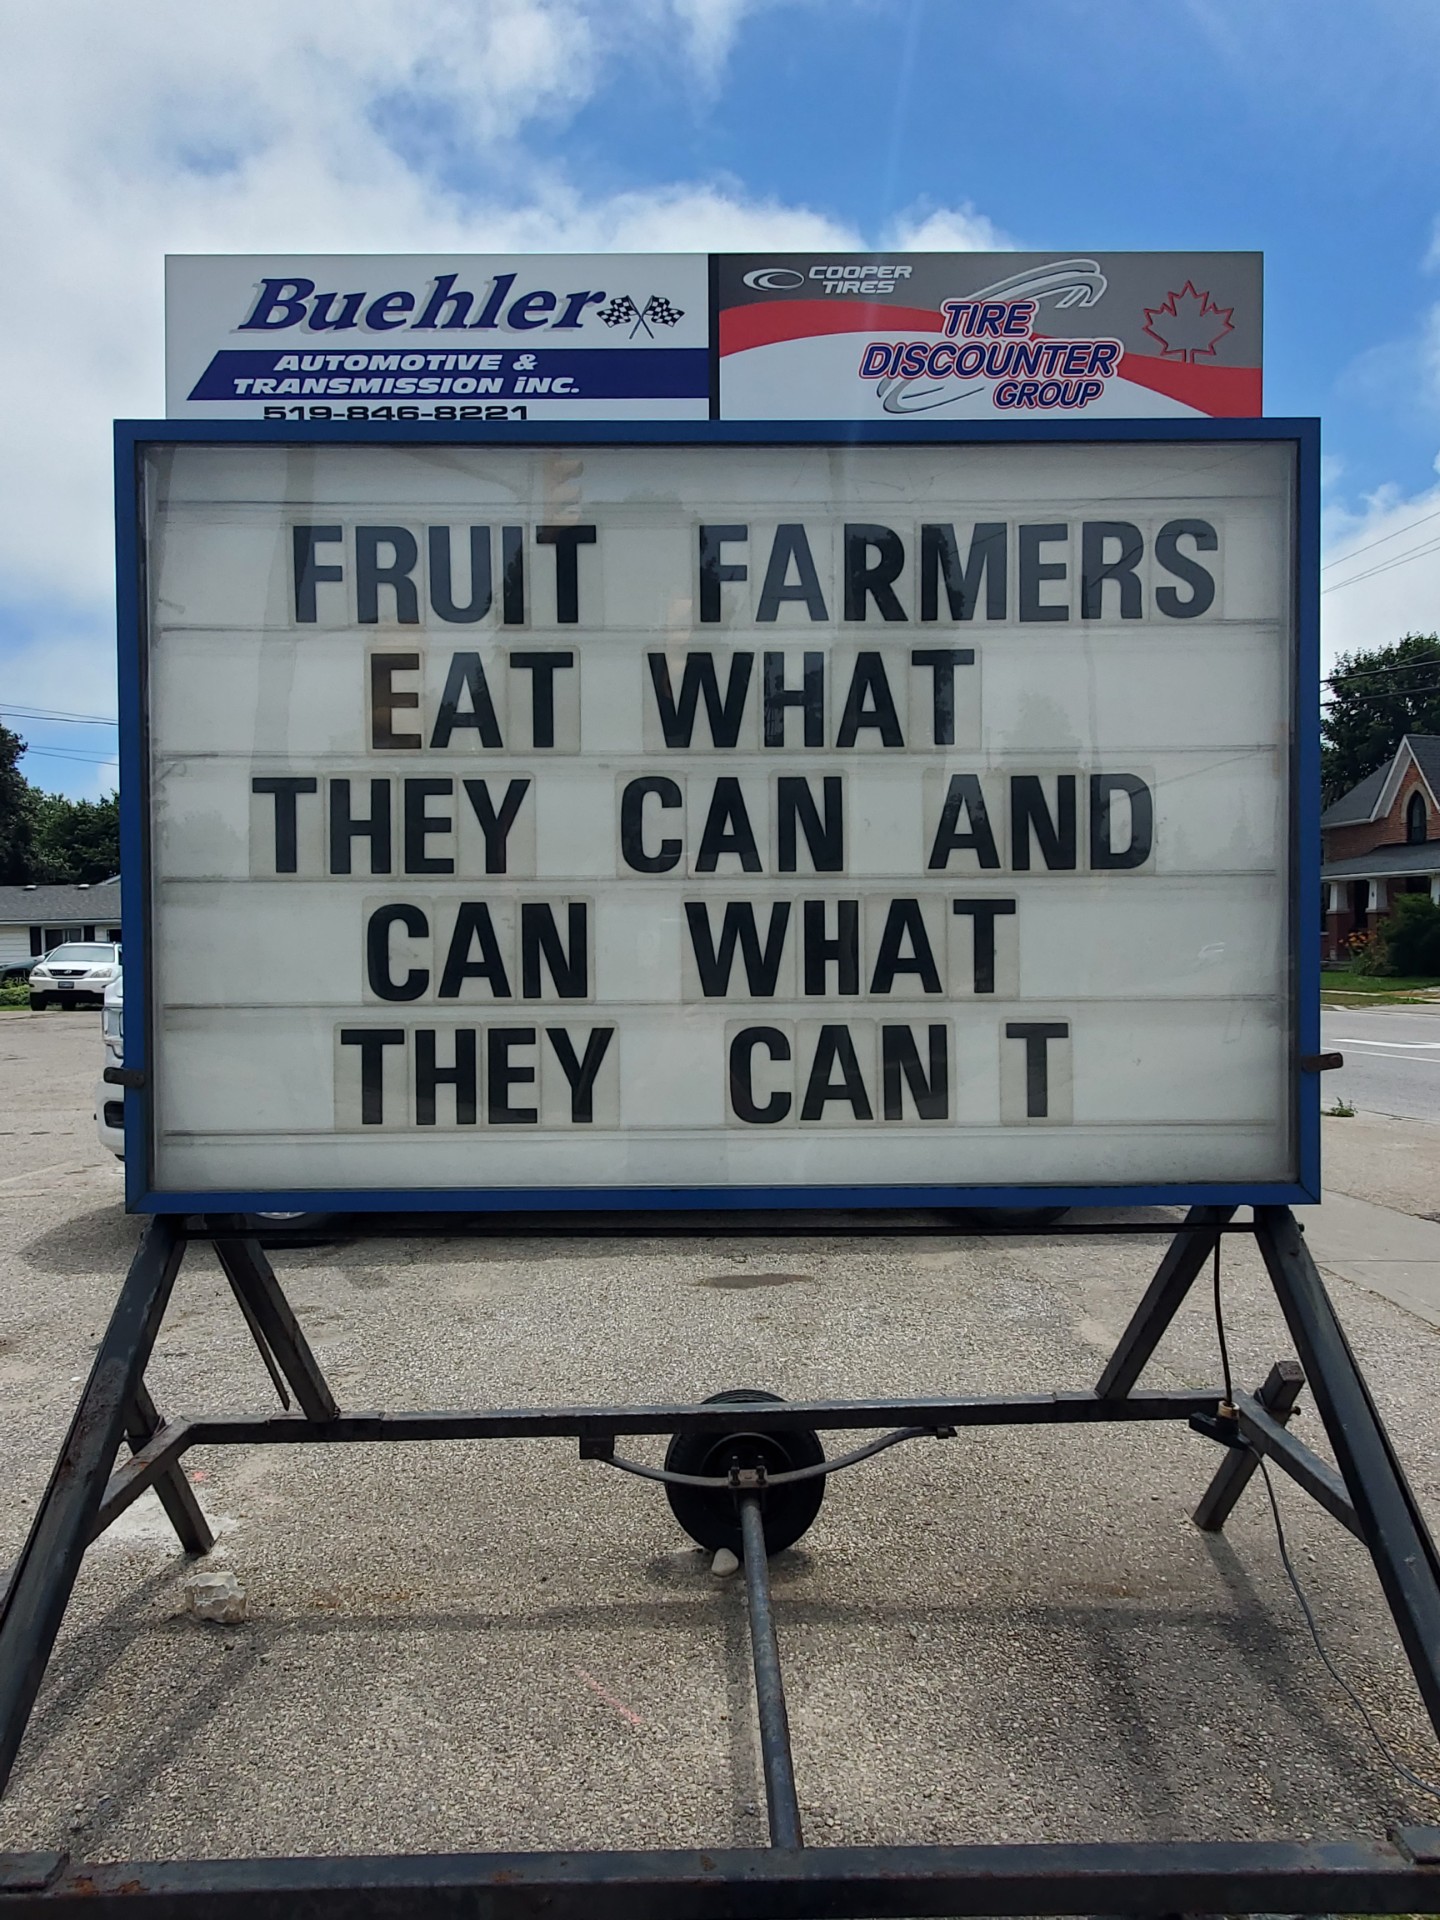 Buehler
AUTOMOTIVE &
TRANSMISSION iNC.
519-846-8221
COOPER
TIRES
TIRE
DISCOUNTER
GROUP
FRUIT FARMERS
EAT WHAT
THEY CAN AND
CAN WHAT
THEY CAN T